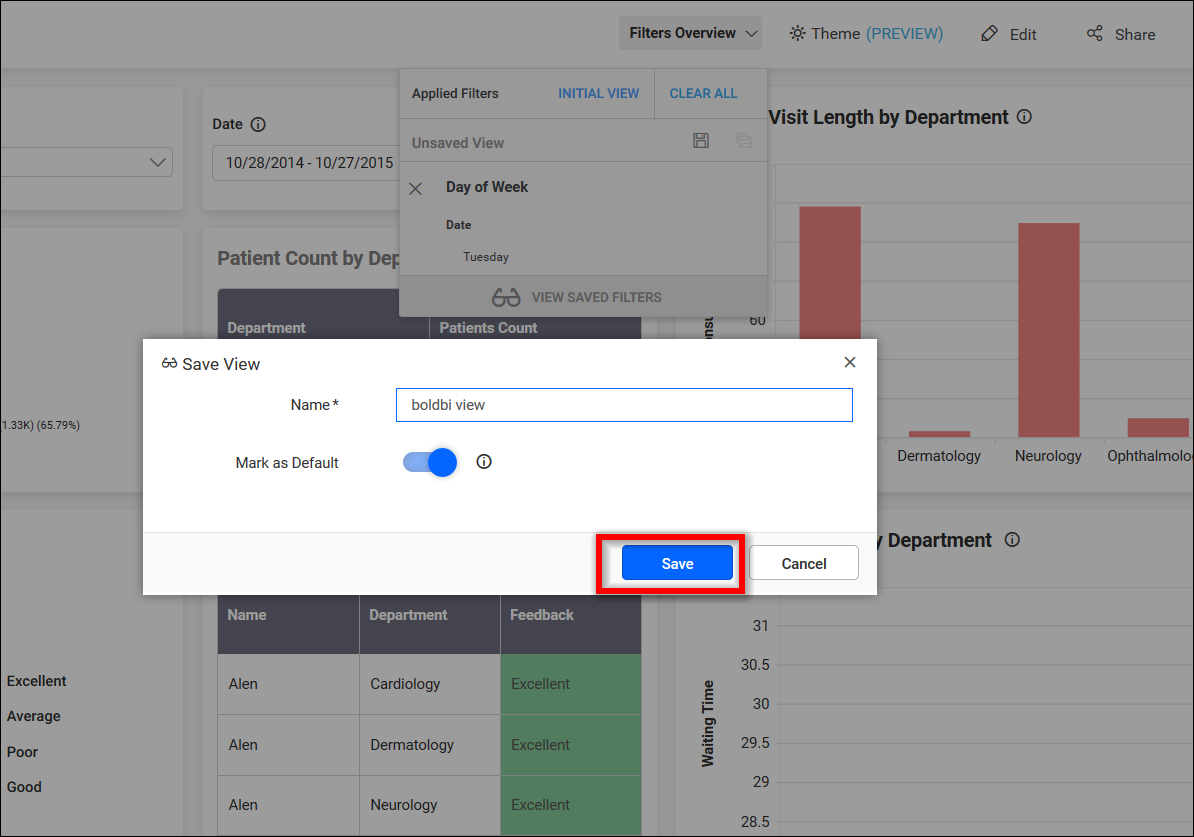 Filters Overview
Theme (PREVIEW)
Edit
Share
Applied Filters
INITIAL VIEW
CLEAR ALL
Unsaved View
Day of Week
Date
Tuesday
VIEW SAVED FILTERS
Date
10/28/2014 - 10/27/2015
Visit Length by Department
Patient Count by Dep
Department
Patients Count
60
Save View
Name*
boldbi view
Mark as Default
Save
Cancel
1.33K) (65.79%)
Dermatology
Neurology
Ophthalmolo
y Department
Name
Department
Feedback
Alen
Cardiology
Excellent
Alen
Dermatology
Excellent
Alen
Neurology
Excellent
Excellent
Average
Poor
Good
Waiting Time
31
30.5
30
29.5
29
28.5